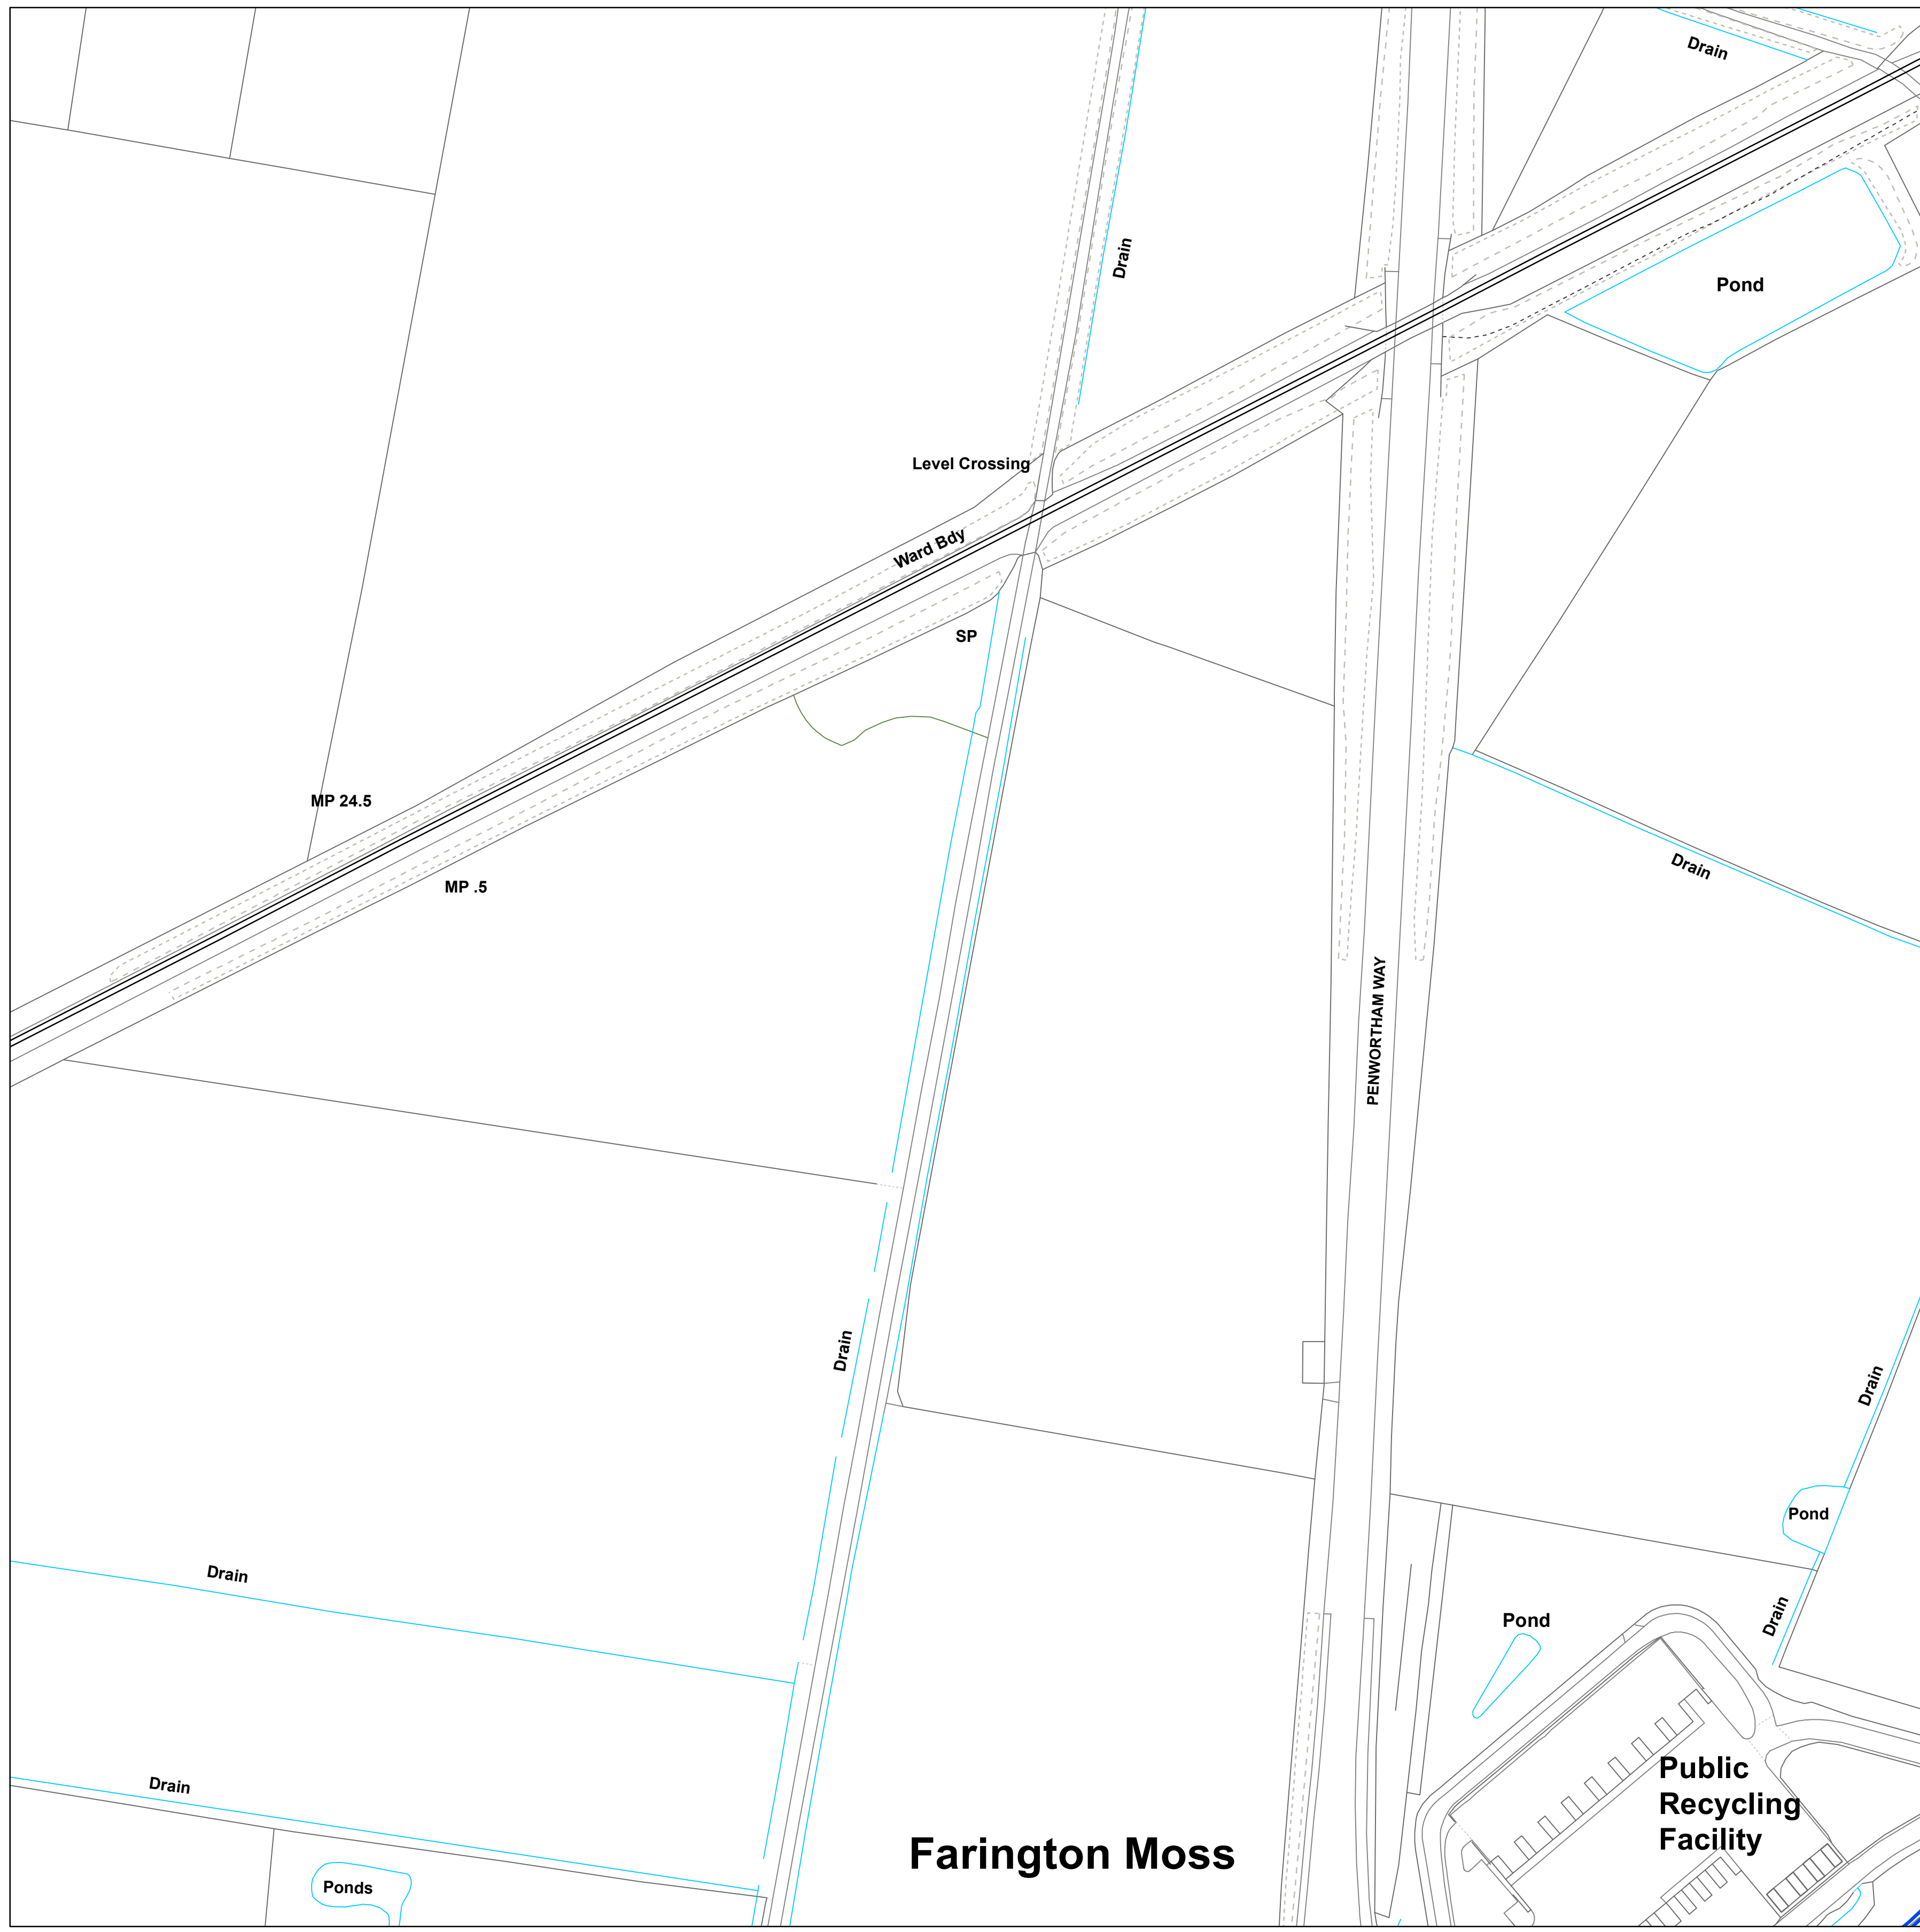 Drain
Drain
Pond
Level Crossing
Ward Bdy
SP
MP 24.5
Drain
MP .5
PENWORTHAM WAY
Drain
Drain
Pond
Drain
Drain
Pond
Public
Recycling
Facility
Drain
Farington Moss
Ponds